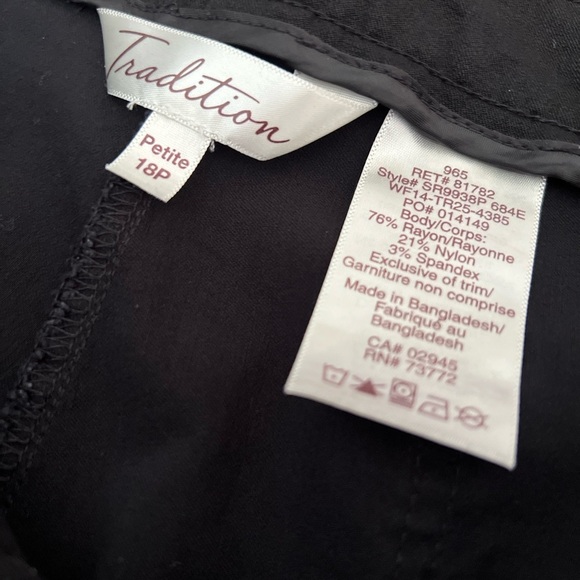 Tradition
Petite
18P
965
RET# 81782
Style# SR9938P 684E
WF14-TR25-4385
PO# 014149
Body/Corps:
76% Rayon/Rayonne
21% Nylon
3% Spandex
Exclusive of trim/
Garniture non comprise
Made in Bangladesh/
Fabriqué au
Bangladesh
CA# 02945
RN# 73772